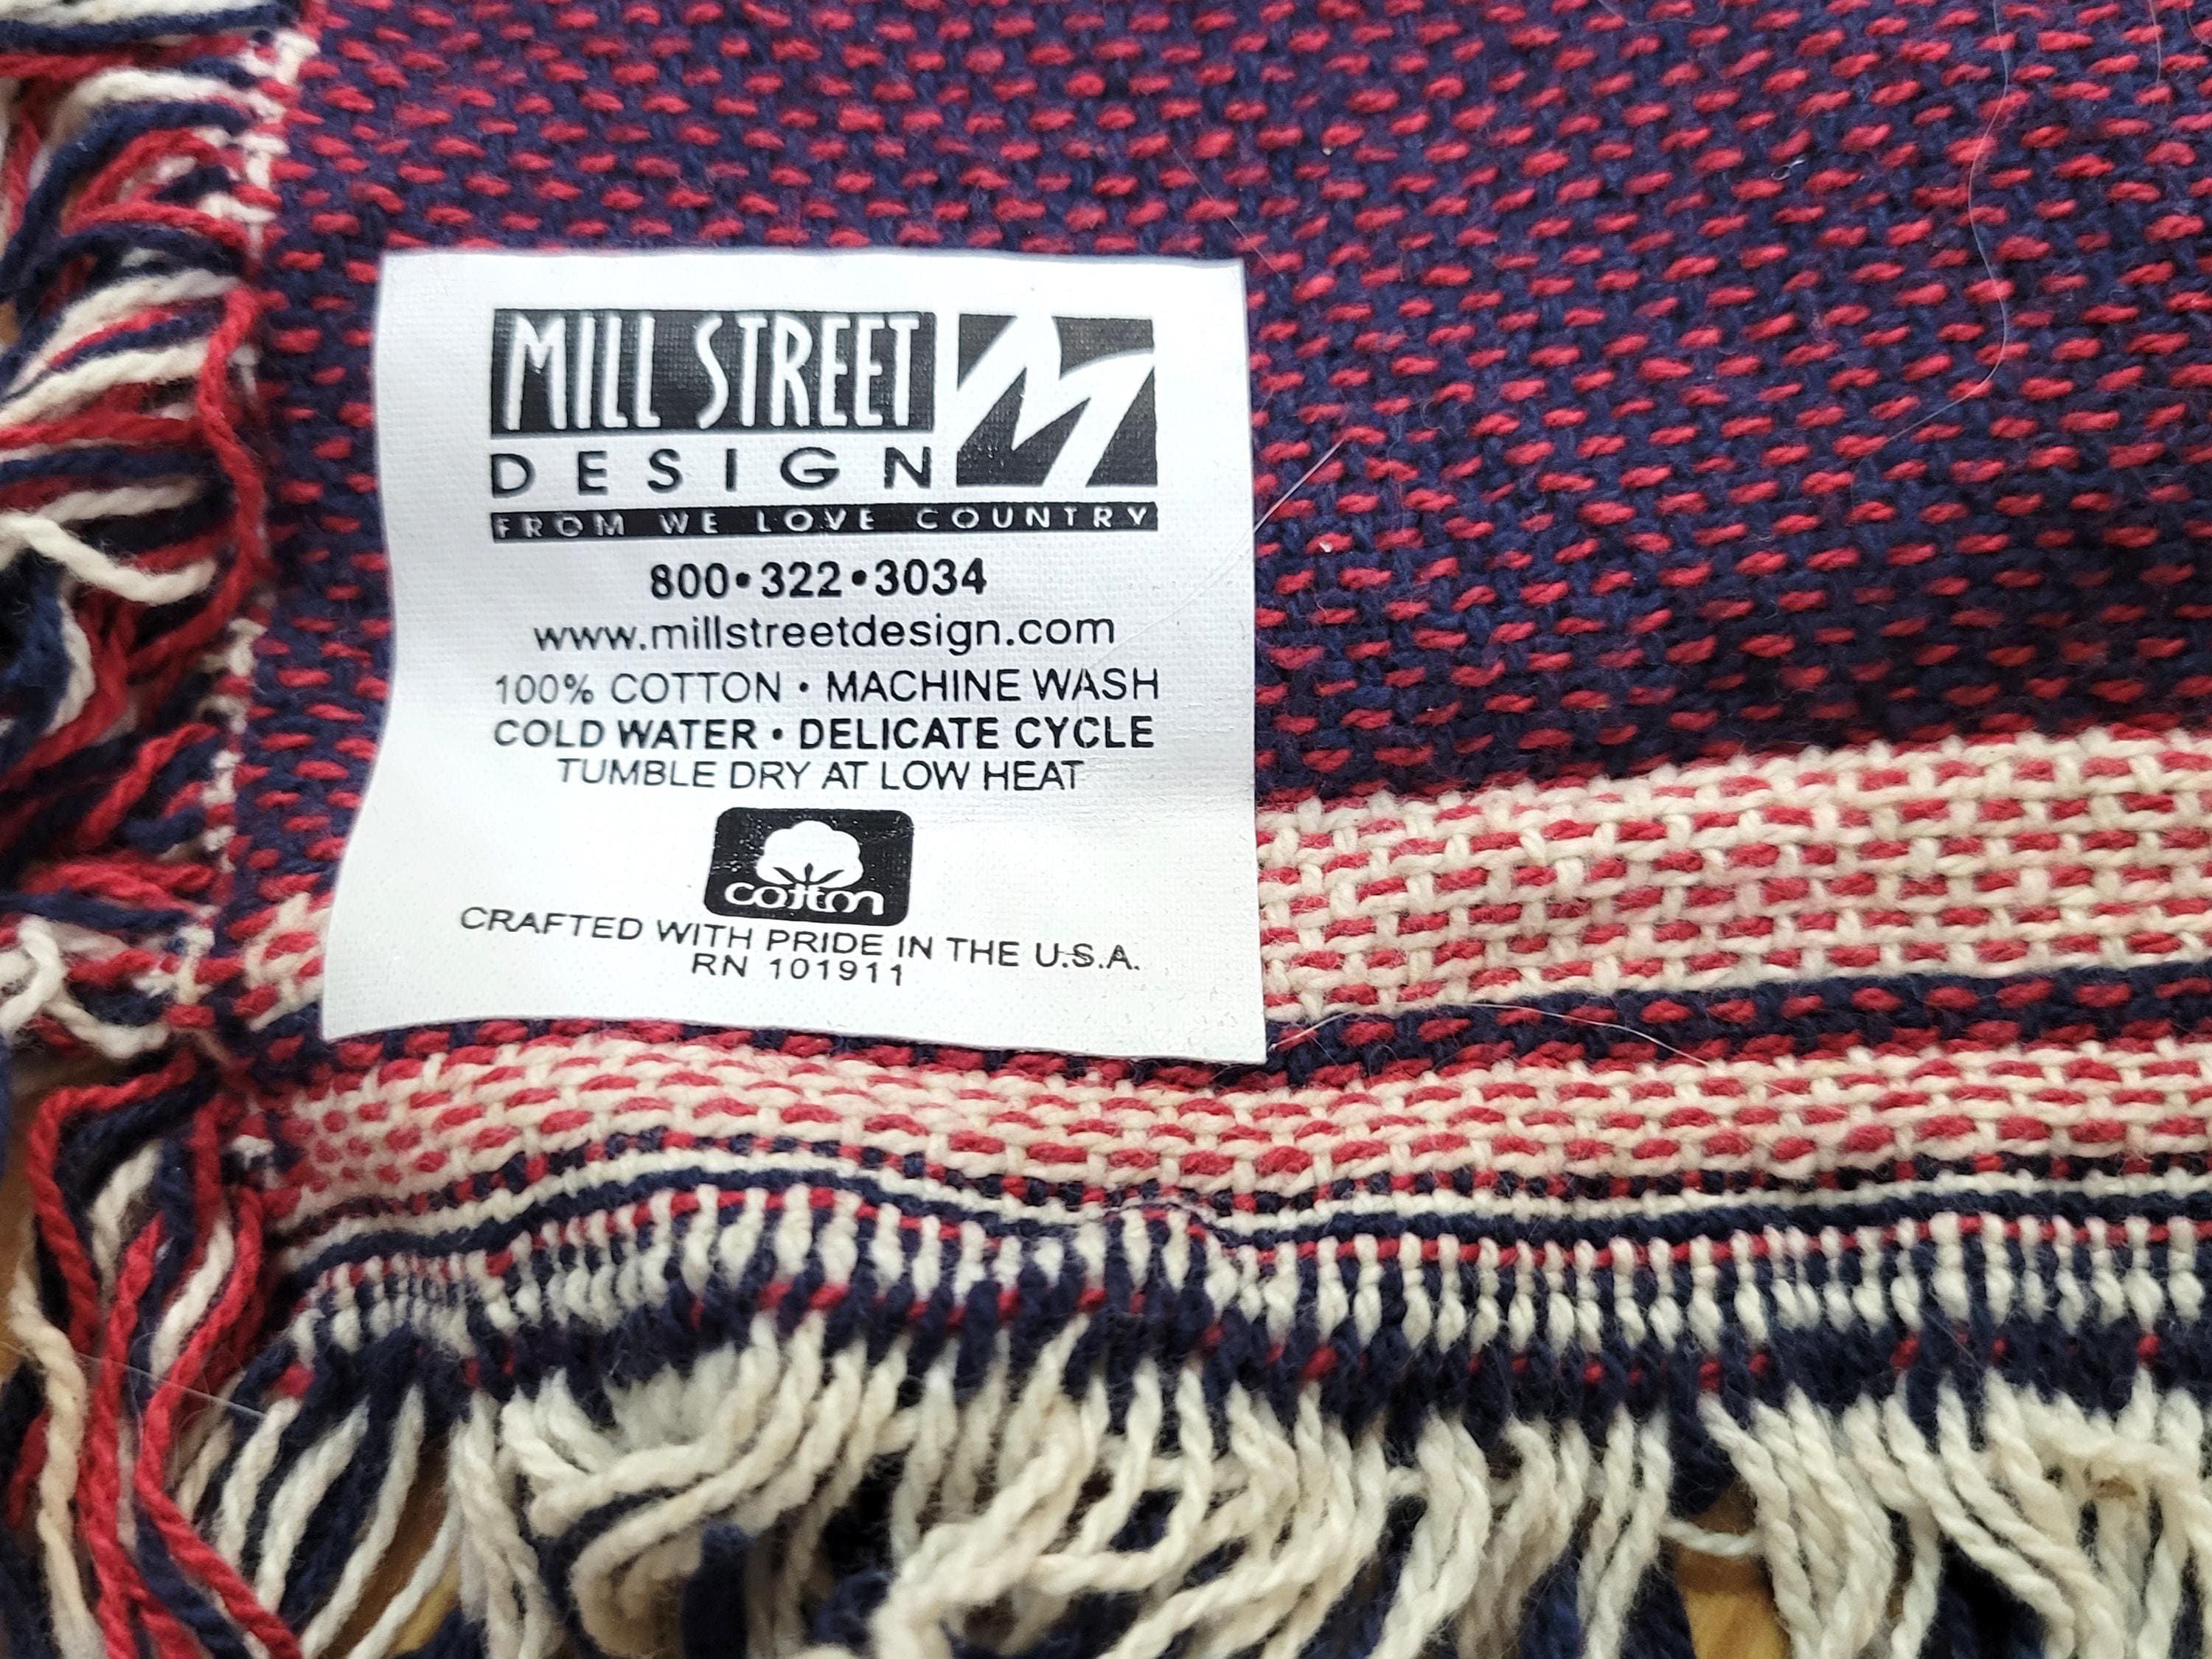 MILL STREET
DESIGN
FROM WE LOVE COUNTRY
800•322•3034
www.millstreetdesign.com
100% COTTON • MACHINE WASH
COLD WATER • DELICATE CYCLE
TUMBLE DRY AT LOW HEAT
cotton
CRAFTED WITH PRIDE IN THE U.S.A.
RN 101911